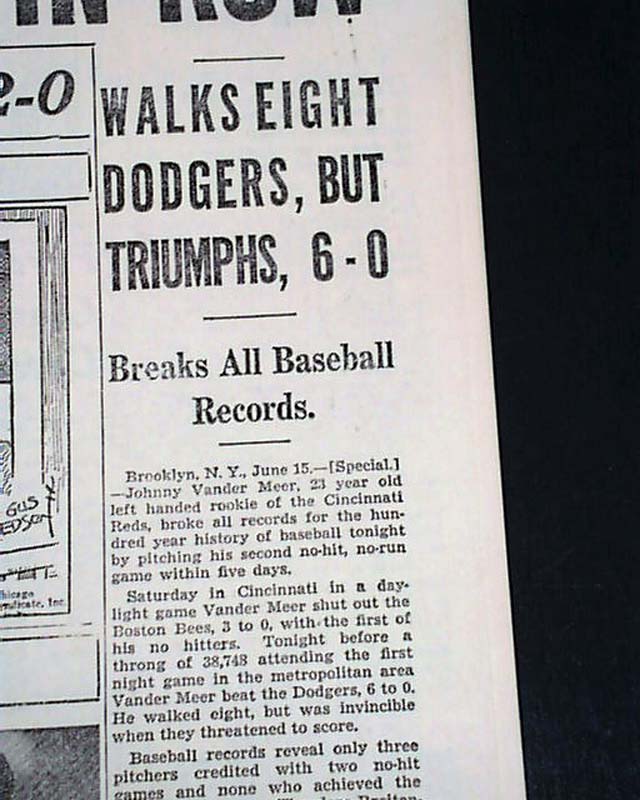 IN ROW
2-0
WALKS EIGHT
DODGERS, BUT
TRIUMPHS, 6-0
Breaks All Baseball
Records.
Brooklyn, N. Y., June 15.—[Special.]
—Johnny Vander Meer, 23 year old
left handed rookie of the Cincinnati
Reds, broke all records for the hun-
dred year history of baseball tonight
by pitching his second no-hit, no-run
game within five days.
Saturday in Cincinnati in a day-
light game Vander Meer shut out the
Boston Bees, 3 to 0, with the first of
his no hitters. Tonight before a
throng of 38,748 attending the first
night game in the metropolitan area
Vander Meer beat the Dodgers, 6 to 0.
He walked eight, but was invincible
when they threatened to score.
Baseball records reveal only three
pitchers credited with two no-hit
games and none who achieved the
GUS
EDSON
hicago
yndicate, Inc.